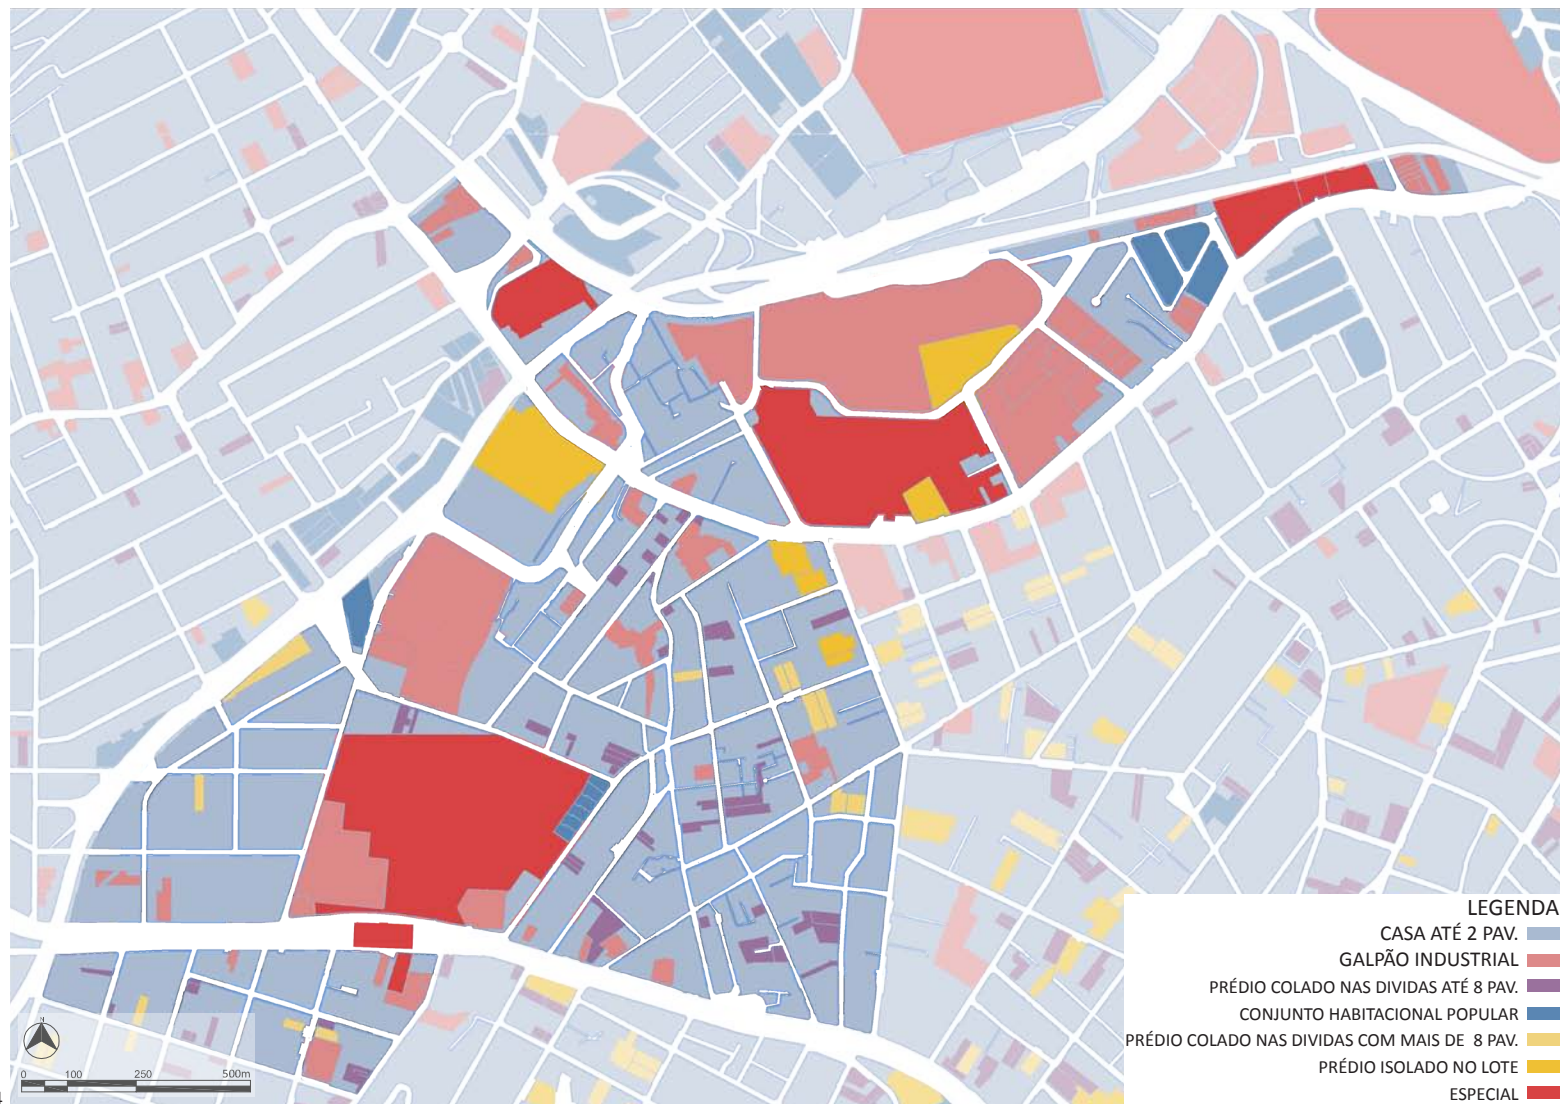 LEGENDA
CASA ATÉ 2 PAV.
GALPÃO INDUSTRIAL
PRÉDIO COLADO NAS DIVIDAS ATÉ 8 PAV.
CONJUNTO HABITACIONAL POPULAR
PRÉDIO COLADO NAS DIVIDAS COM MAIS DE 8 PAV.
PRÉDIO ISOLADO NO LOTE
ESPECIAL
N
0 100 250 500m